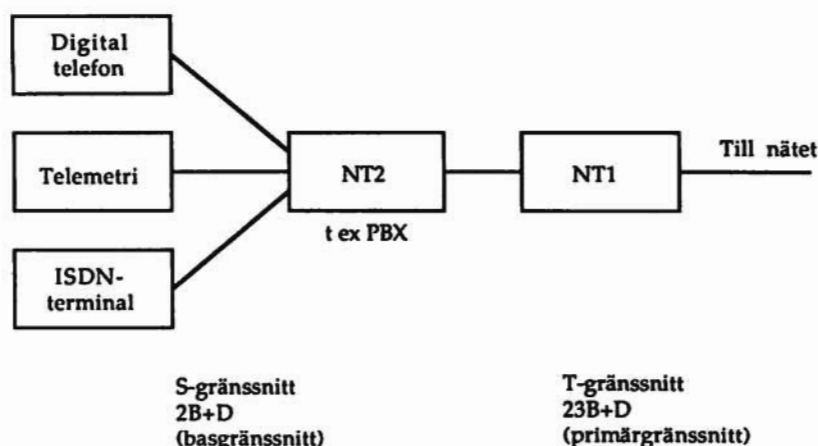 Digital
telefon
Telemetri
ISDN-
terminal
NT2
t ex PBX
NT1
Till nätet
S-gränssnitt
2B+D
(basgränssnitt)
T-gränssnitt
23B+D
(primärgränssnitt)